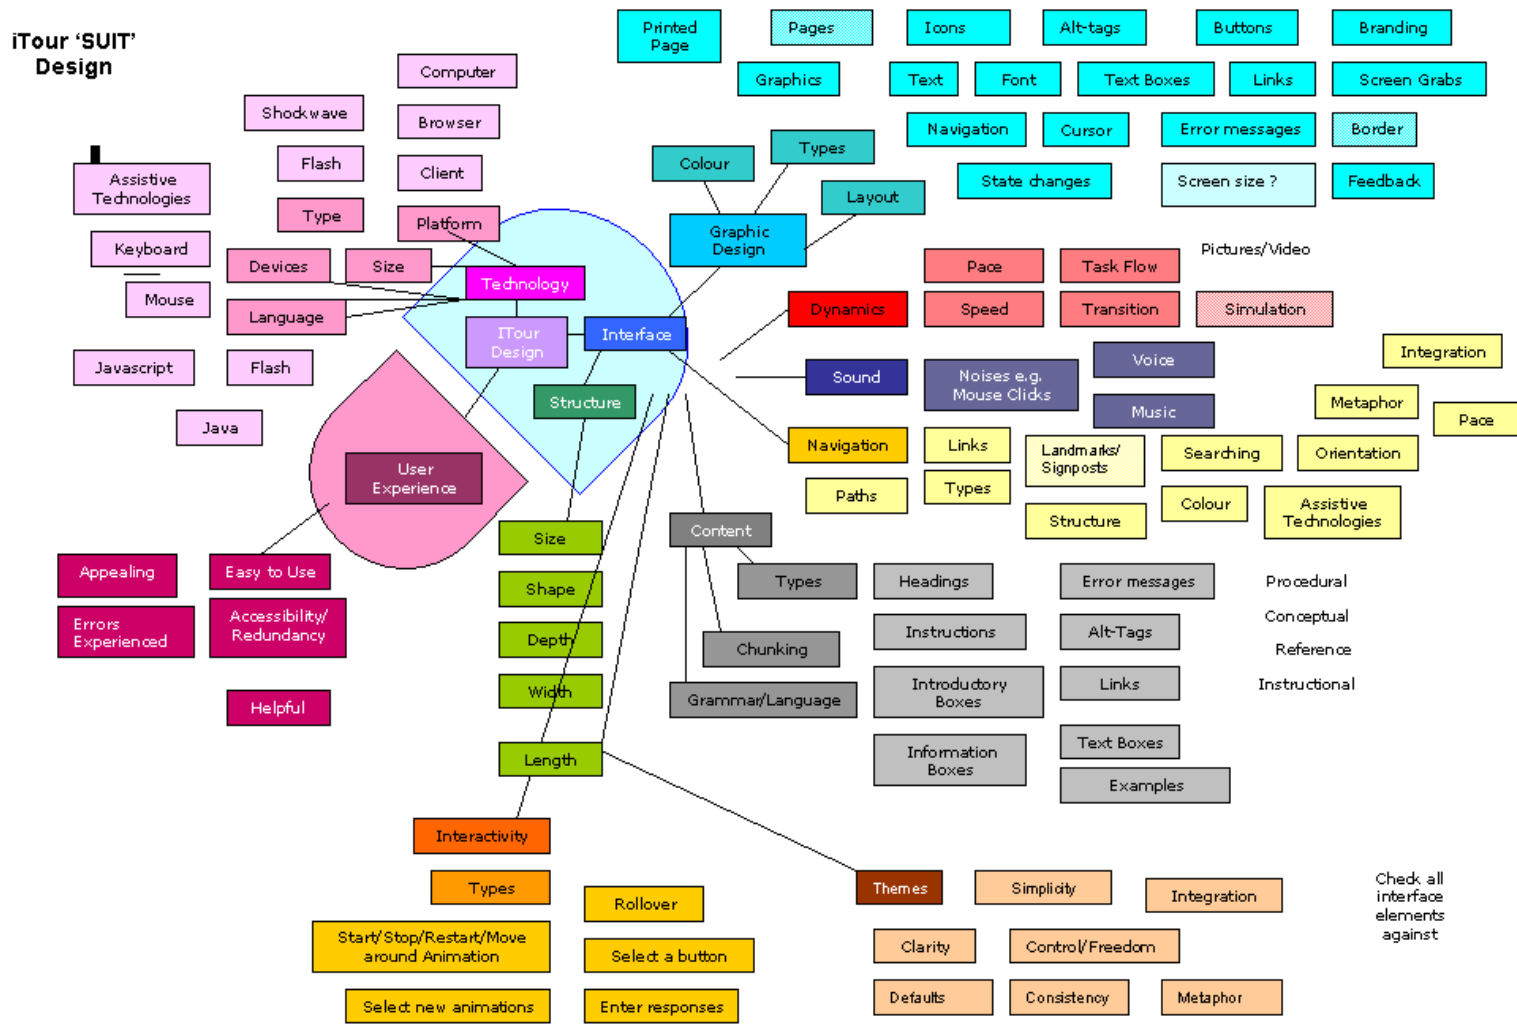 iTour ‘SUIT’
Design
Printed
Page
Pages
Icons
Alt-tags
Buttons
Branding
Graphics
Text
Font
Text Boxes
Links
Screen Grabs
Navigation
Cursor
Error messages
Border
State changes
Screen size ?
Feedback
Computer
Shockwave
Browser
Flash
Client
Assistive
Technologies
Type
Platform
Keyboard
Devices
Size
Mouse
Language
Javascript
Flash
Java
Technology
ITour
Design
Interface
Structure
Colour
Types
Layout
Graphic
Design
Pace
Task Flow
Pictures/Video
Dynamics
Speed
Transition
Simulation
Sound
Noises e.g.
Mouse Clicks
Voice
Music
Integration
Metaphor
Pace
Navigation
Links
Landmarks/
Signposts
Searching
Orientation
Paths
Types
Structure
Colour
Assistive
Technologies
User
Experience
Appealing
Easy to Use
Errors
Experienced
Accessibility/
Redundancy
Helpful
Size
Shape
Depth
Width
Length
Content
Types
Chunking
Grammar/Language
Headings
Error messages
Instructions
Alt-Tags
Introductory
Boxes
Links
Information
Boxes
Text Boxes
Examples
Procedural
Conceptual
Reference
Instructional
Interactivity
Types
Rollover
Start/Stop/Restart/Move
around Animation
Select a button
Select new animations
Enter responses
Themes
Simplicity
Integration
Clarity
Control/Freedom
Defaults
Consistency
Metaphor
Check all
interface
elements
against